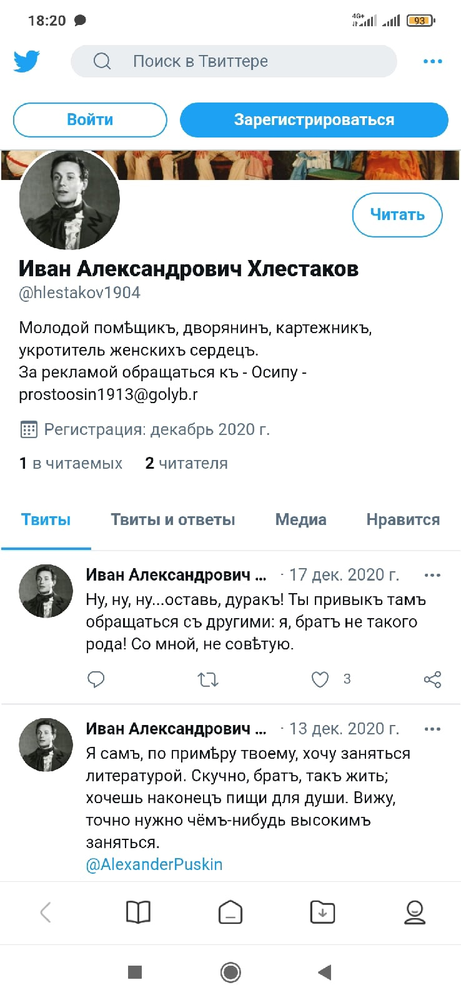 18:20
4G+
93
Поиск в Твиттере
Войти
Зарегистрироваться
Читать
Иван Александрович Хлестаков
@hlestakov1904
Молодой помѣщикъ, дворянинъ, картежникъ,
укротитель женскихъ сердецъ.
За рекламой обращаться къ - Осипу -
prostoosin1913@golyb.r
Регистрация: декабрь 2020 г.
1 в читаемых 2 читателя
Твиты Твиты и ответы Медиа Нравится
Иван Александрович ... · 17 дек. 2020 г.
Ну, ну, ну...оставь, дуракъ! Ты привыкъ тамъ
обращаться съ другими: я, братъ не такого
рода! Со мной, не совѣтую.
3
Иван Александрович ... · 13 дек. 2020 г.
Я самъ, по примѣру твоему, хочу заняться
литературой. Скучно, братъ, такъ жить;
хочешь наконецъ пищи для души. Вижу,
точно нужно чёмъ-нибудь высокимъ
заняться.
@AlexanderPuskin